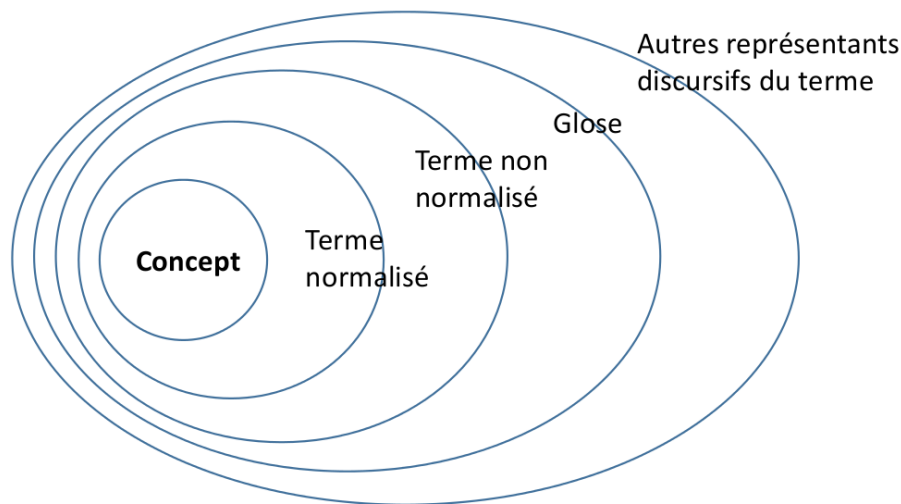 Autres représentants
discursifs du terme
Glose
Terme non
normalisé
Terme
normalisé
Concept